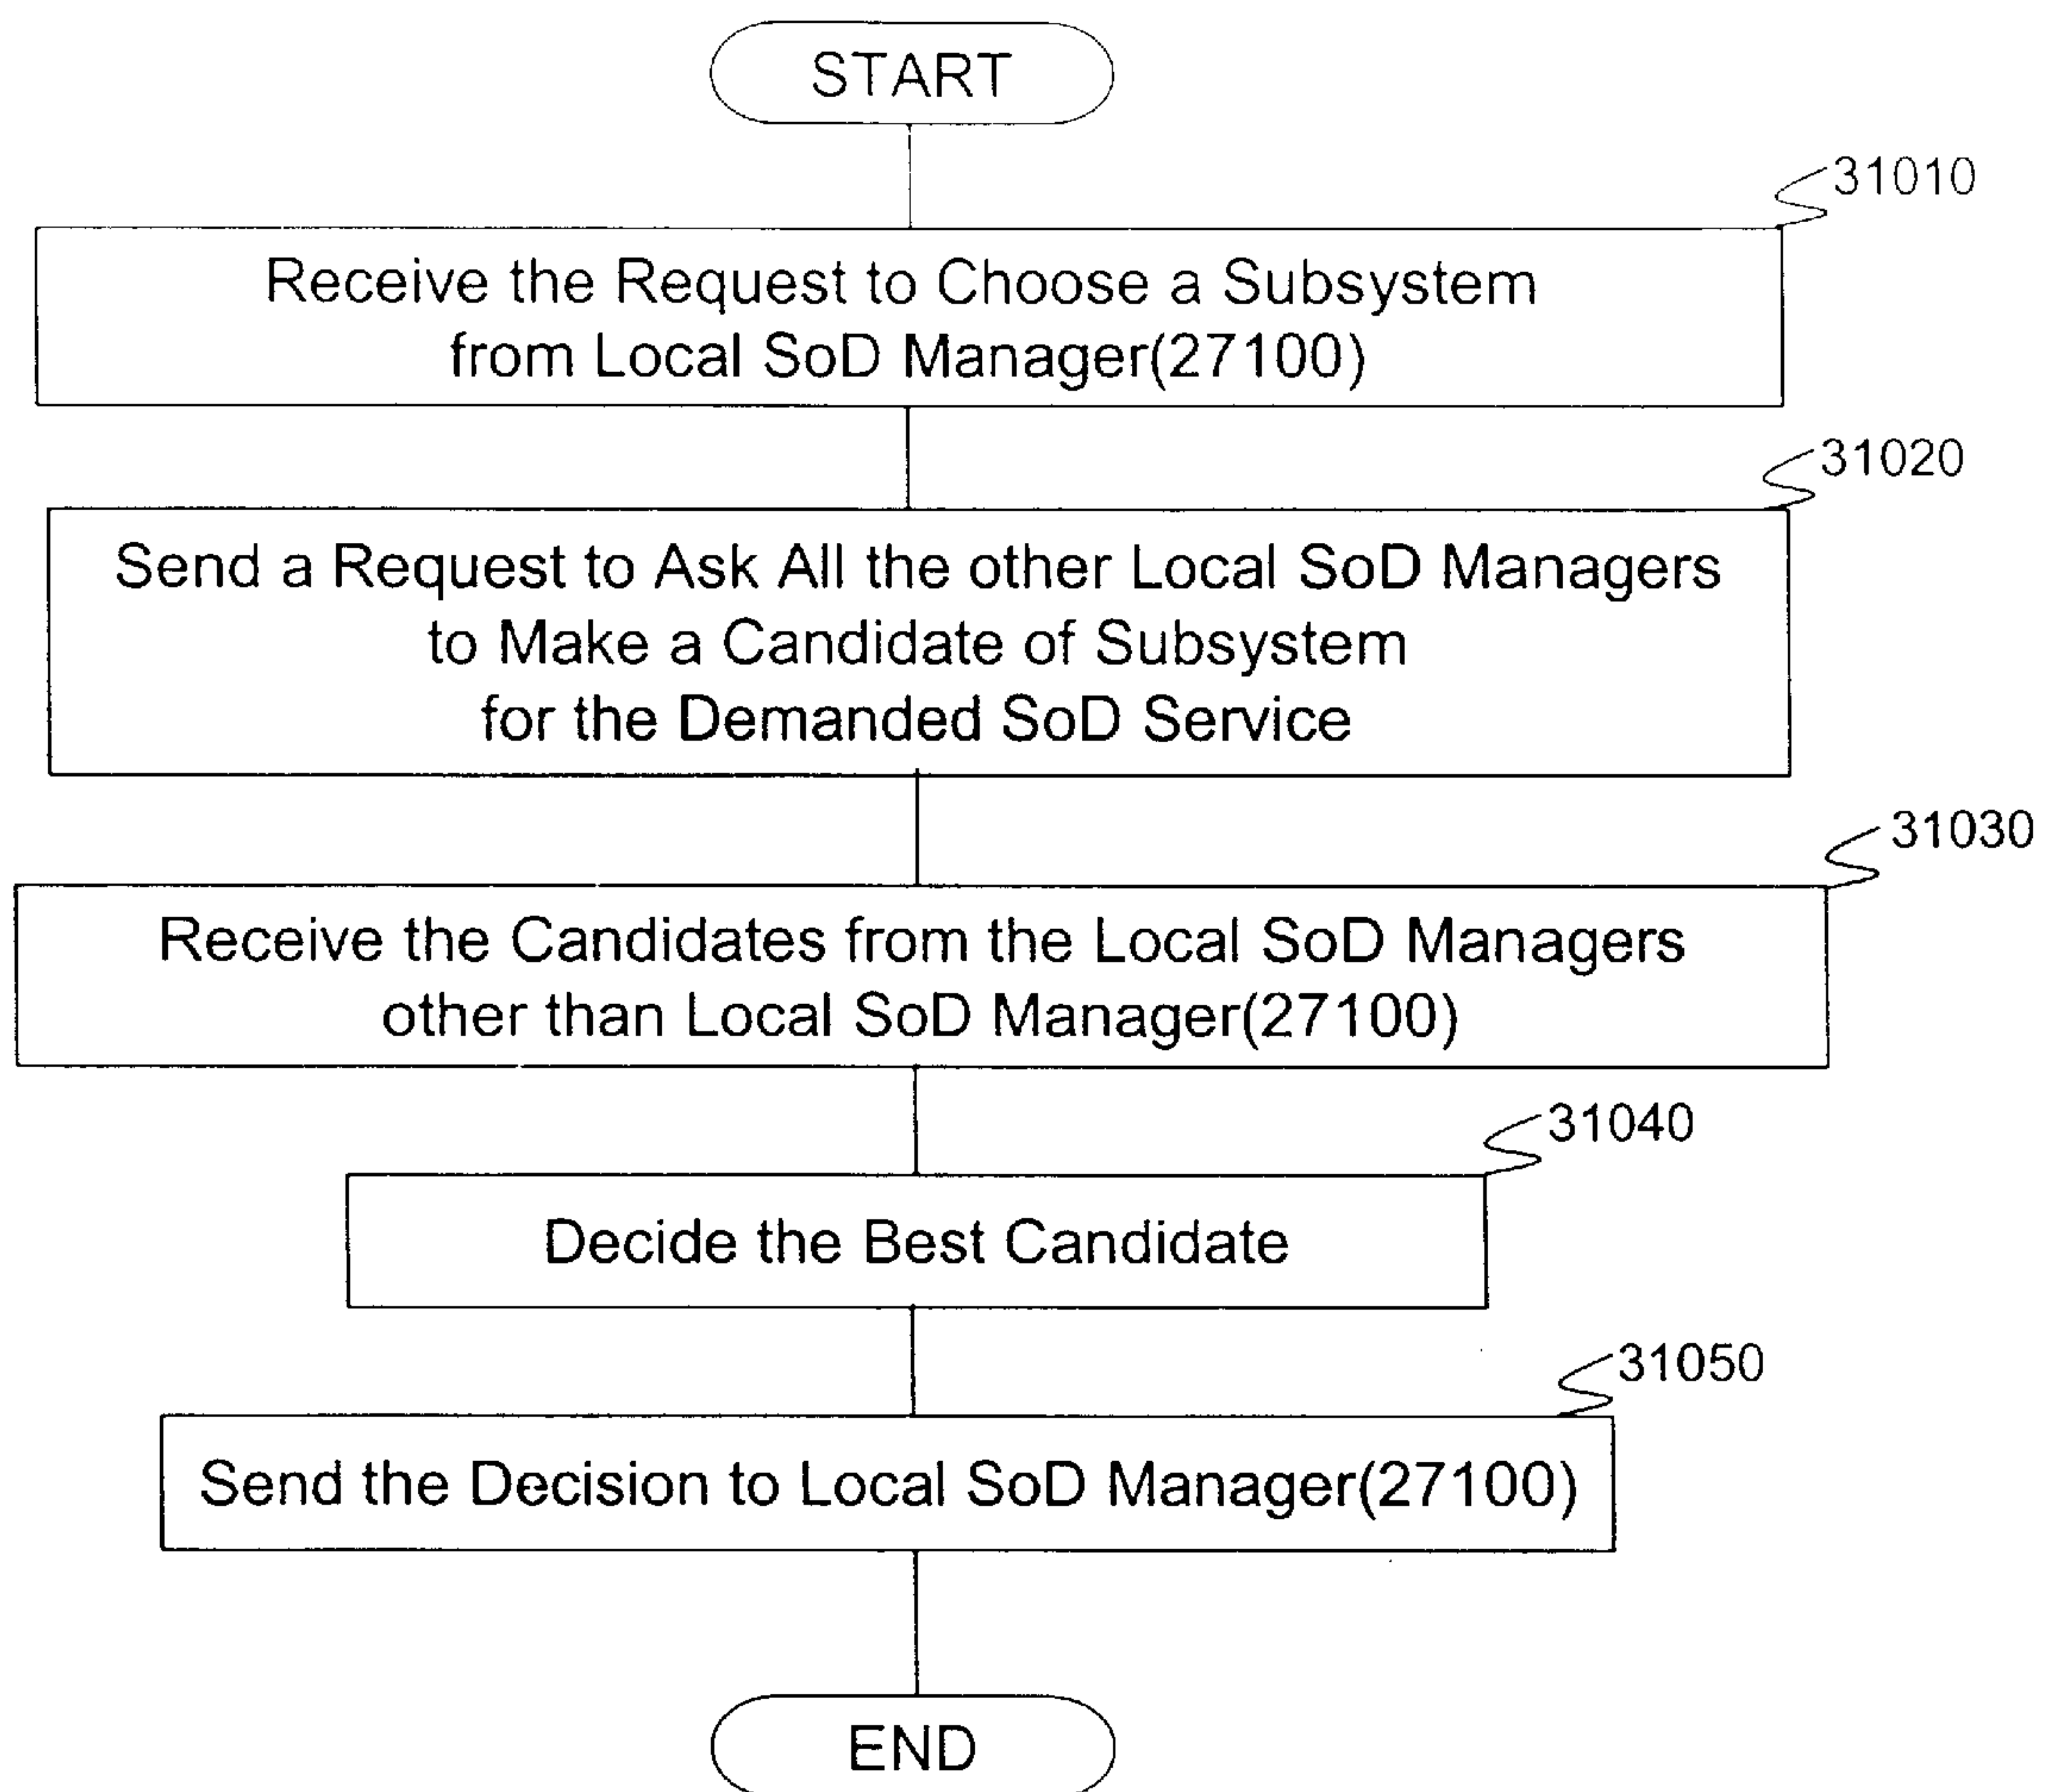 START
31010
Receive the Request to Choose a Subsystem
from Local SoD Manager(27100)
31020
Send a Request to Ask All the other Local SoD Managers
to Make a Candidate of Subsystem
for the Demanded SoD Service
31030
Receive the Candidates from the Local SoD Managers
other than Local SoD Manager(27100)
31040
Decide the Best Candidate
31050
Send the Decision to Local SoD Manager(27100)
END